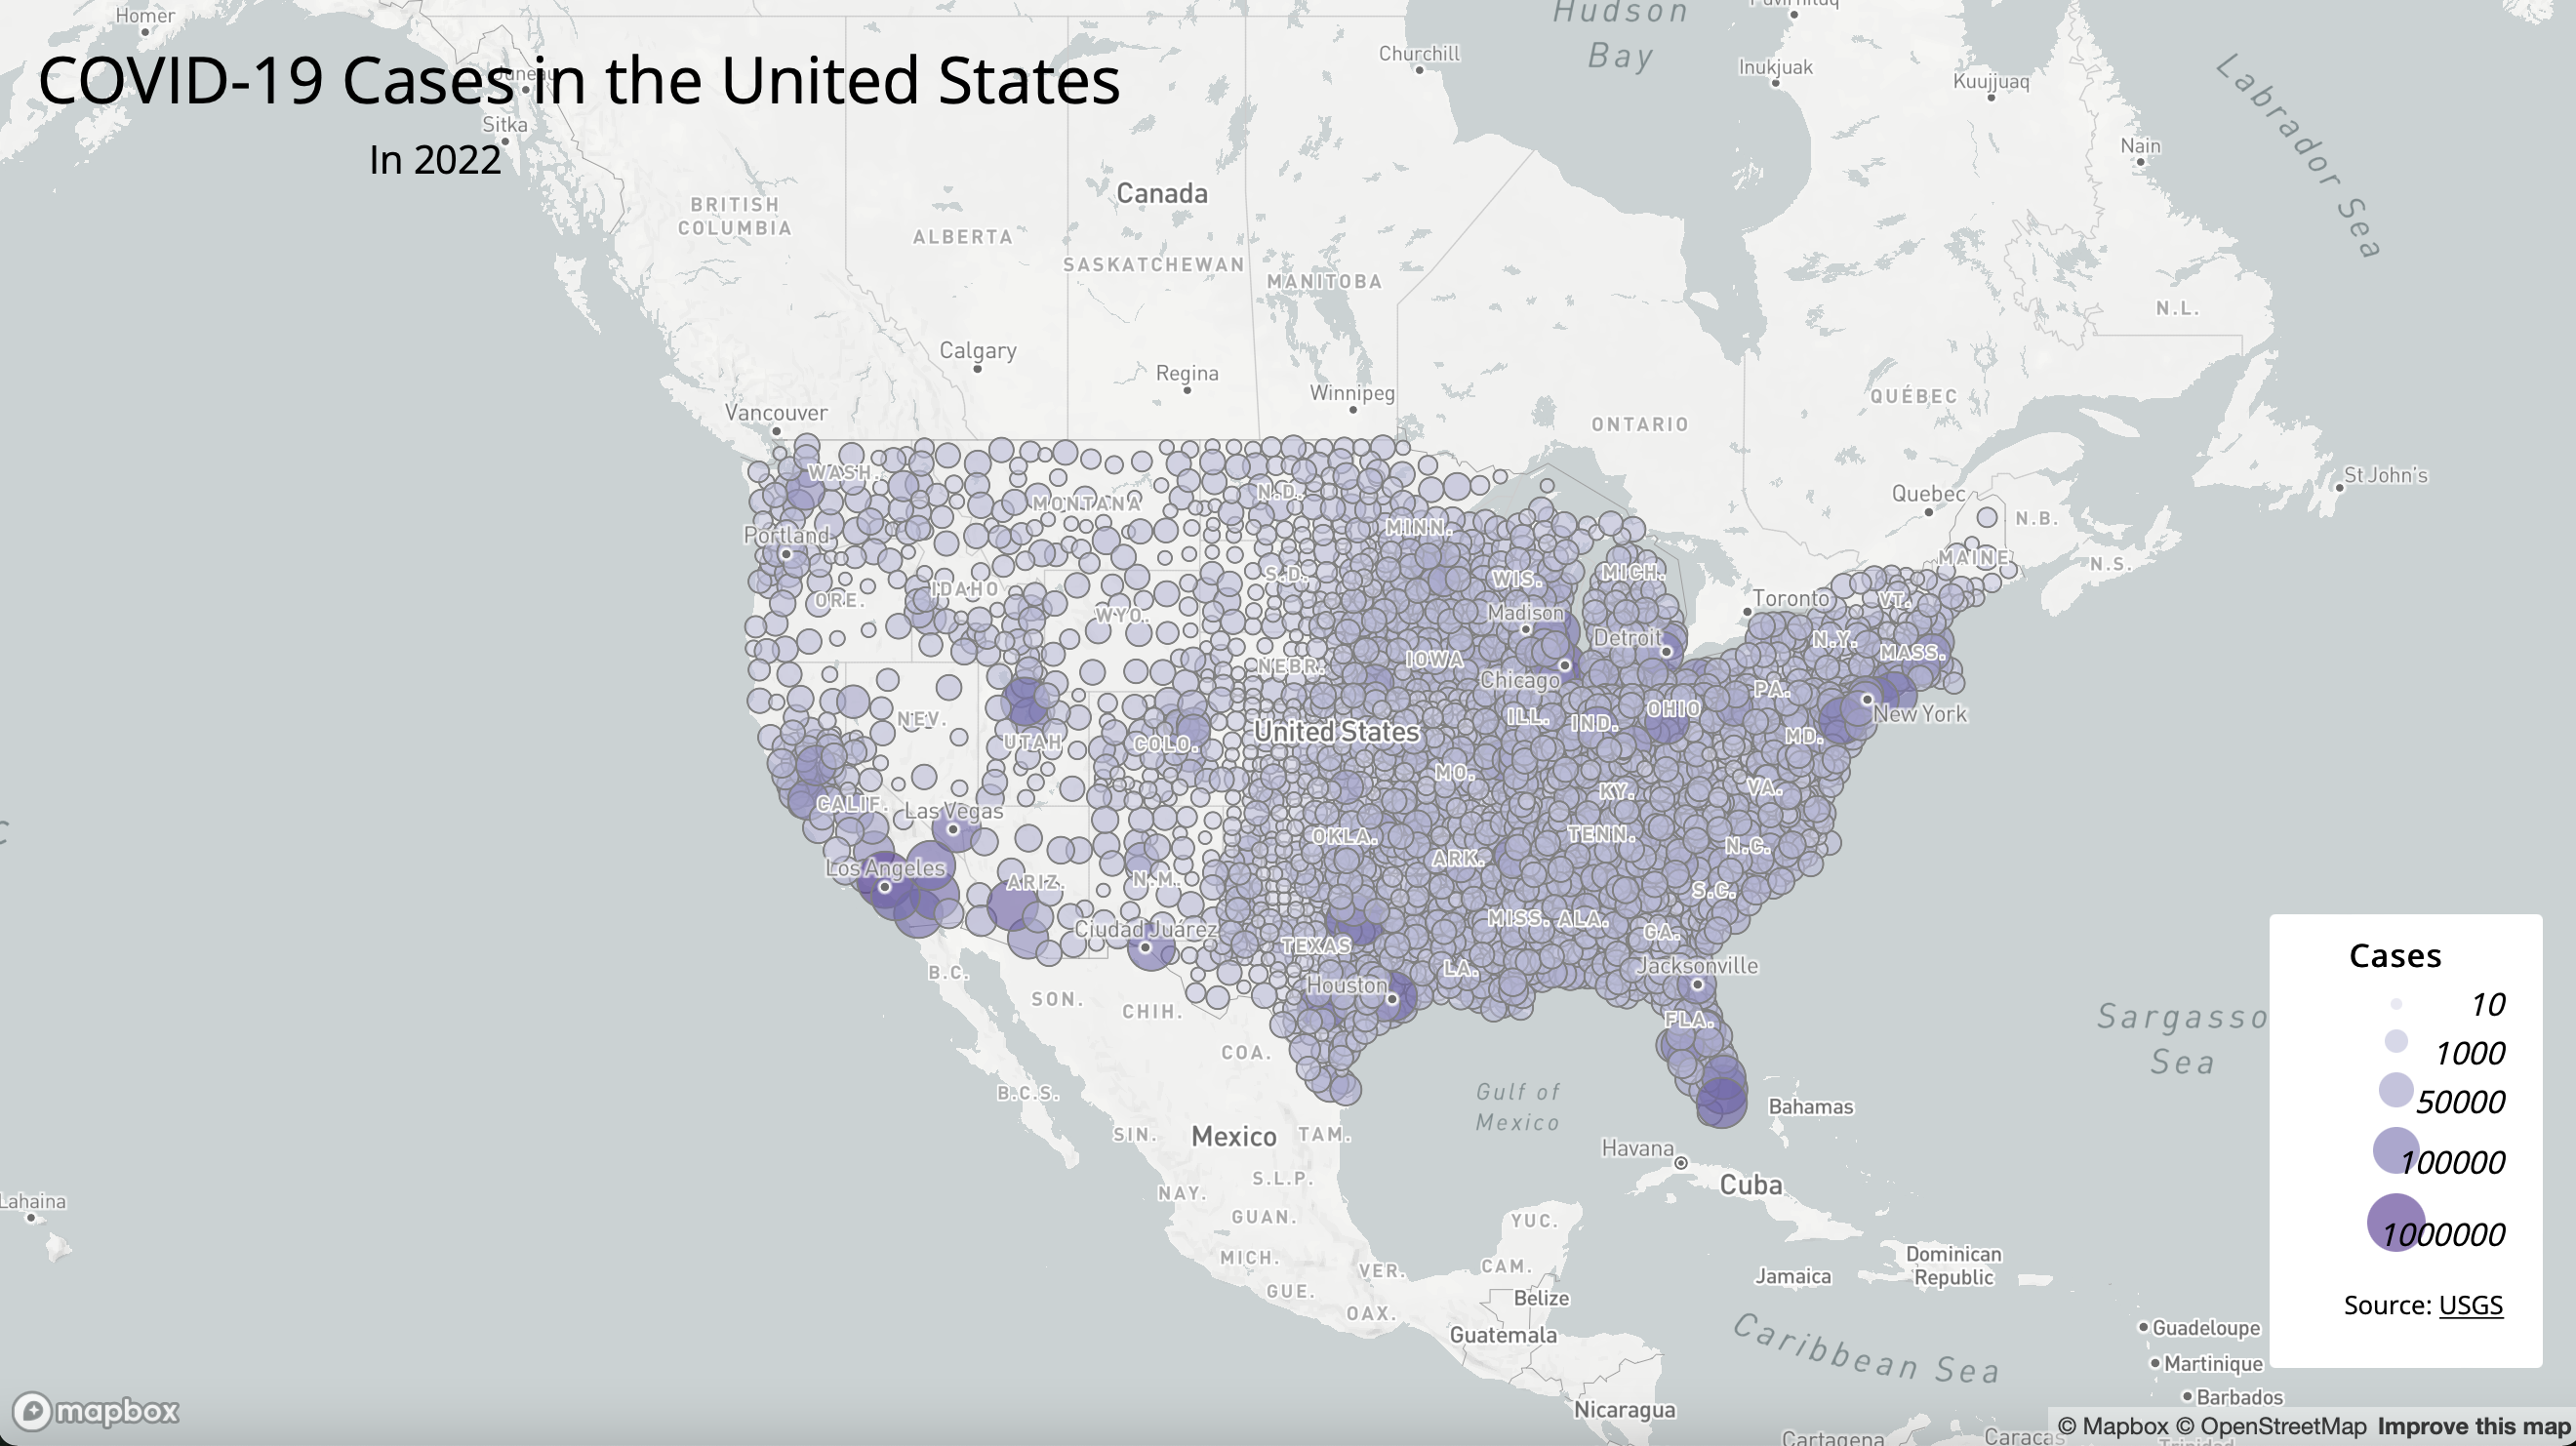 Homer
Hudson
Bay
Churchill
Inukjuak
Kuujjuaq
Labrador Sea
COVID-19 Cases in the United States
Juneau
Sitka
In 2022
Nain
Canada
BRITISH
COLUMBIA
ALBERTA
SASKATCHEWAN
MANITOBA
N.L.
Calgary
Regina
Winnipeg
QUÉBEC
Vancouver
ONTARIO
WASH.
St John's
MONTANA
N.D.
Quebec
N.B.
Portland
MINN.
MAINE
N.S.
IDAHO
S.D.
WIS.
MICH.
ORE.
WYO.
Madison
Toronto
VT.
Detroit
N.Y.
MASS.
NEBR.
IOWA
Chicago
PA.
NEV.
United States
ILL.
IND.
OHIO
New York
UTAH
COLO.
MD.
MO.
KY.
VA.
CALIF.
Las Vegas
OKLA.
TENN.
N.C.
Los Angeles
ARIZ.
N.M.
ARK.
S.C.
Ciudad Juárez
TEXAS
MISS.
ALA.
GA.
B.C.
LA.
Jacksonville
Houston
SON.
CHIH.
FLA.
Sargasso
Sea
COA.
B.C.S.
Gulf of
Mexico
Bahamas
SIN.
Mexico
TAM.
Havana
Cuba
S.L.P.
NAY.
Lahaina
GUAN.
YUC.
MICH.
VER.
CAM.
Dominican
Republic
Jamaica
GUE.
OAX.
Belize
Guatemala
Caribbean Sea
Guadeloupe
Martinique
Barbados
Nicaragua
Cartagena
Caracas
Cases
10
1000
50000
100000
1000000
Source: USGS
mapbox
© Mapbox © OpenStreetMap Improve this map